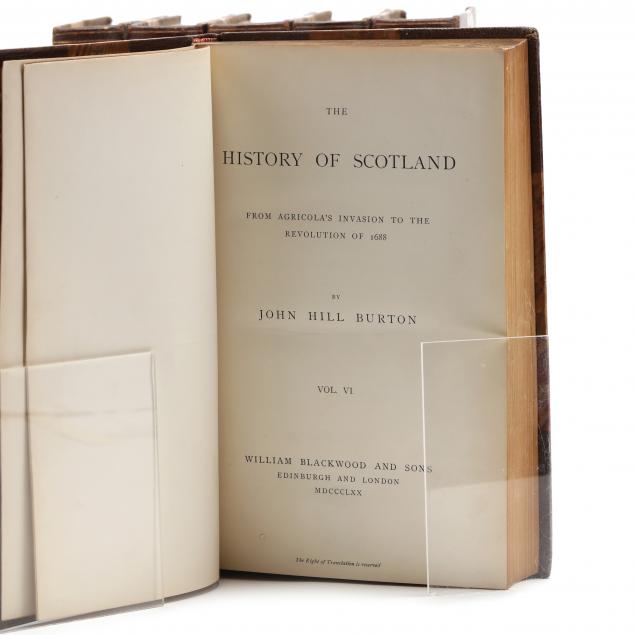 THE
HISTORY OF SCOTLAND
FROM AGRICOLA'S INVASION TO THE
REVOLUTION OF 1688
BY
JOHN HILL BURTON
VOL. VI.
WILLIAM BLACKWOOD AND SONS
EDINBURGH AND LONDON
MDCCCLXX
The Right of Translation is reserved